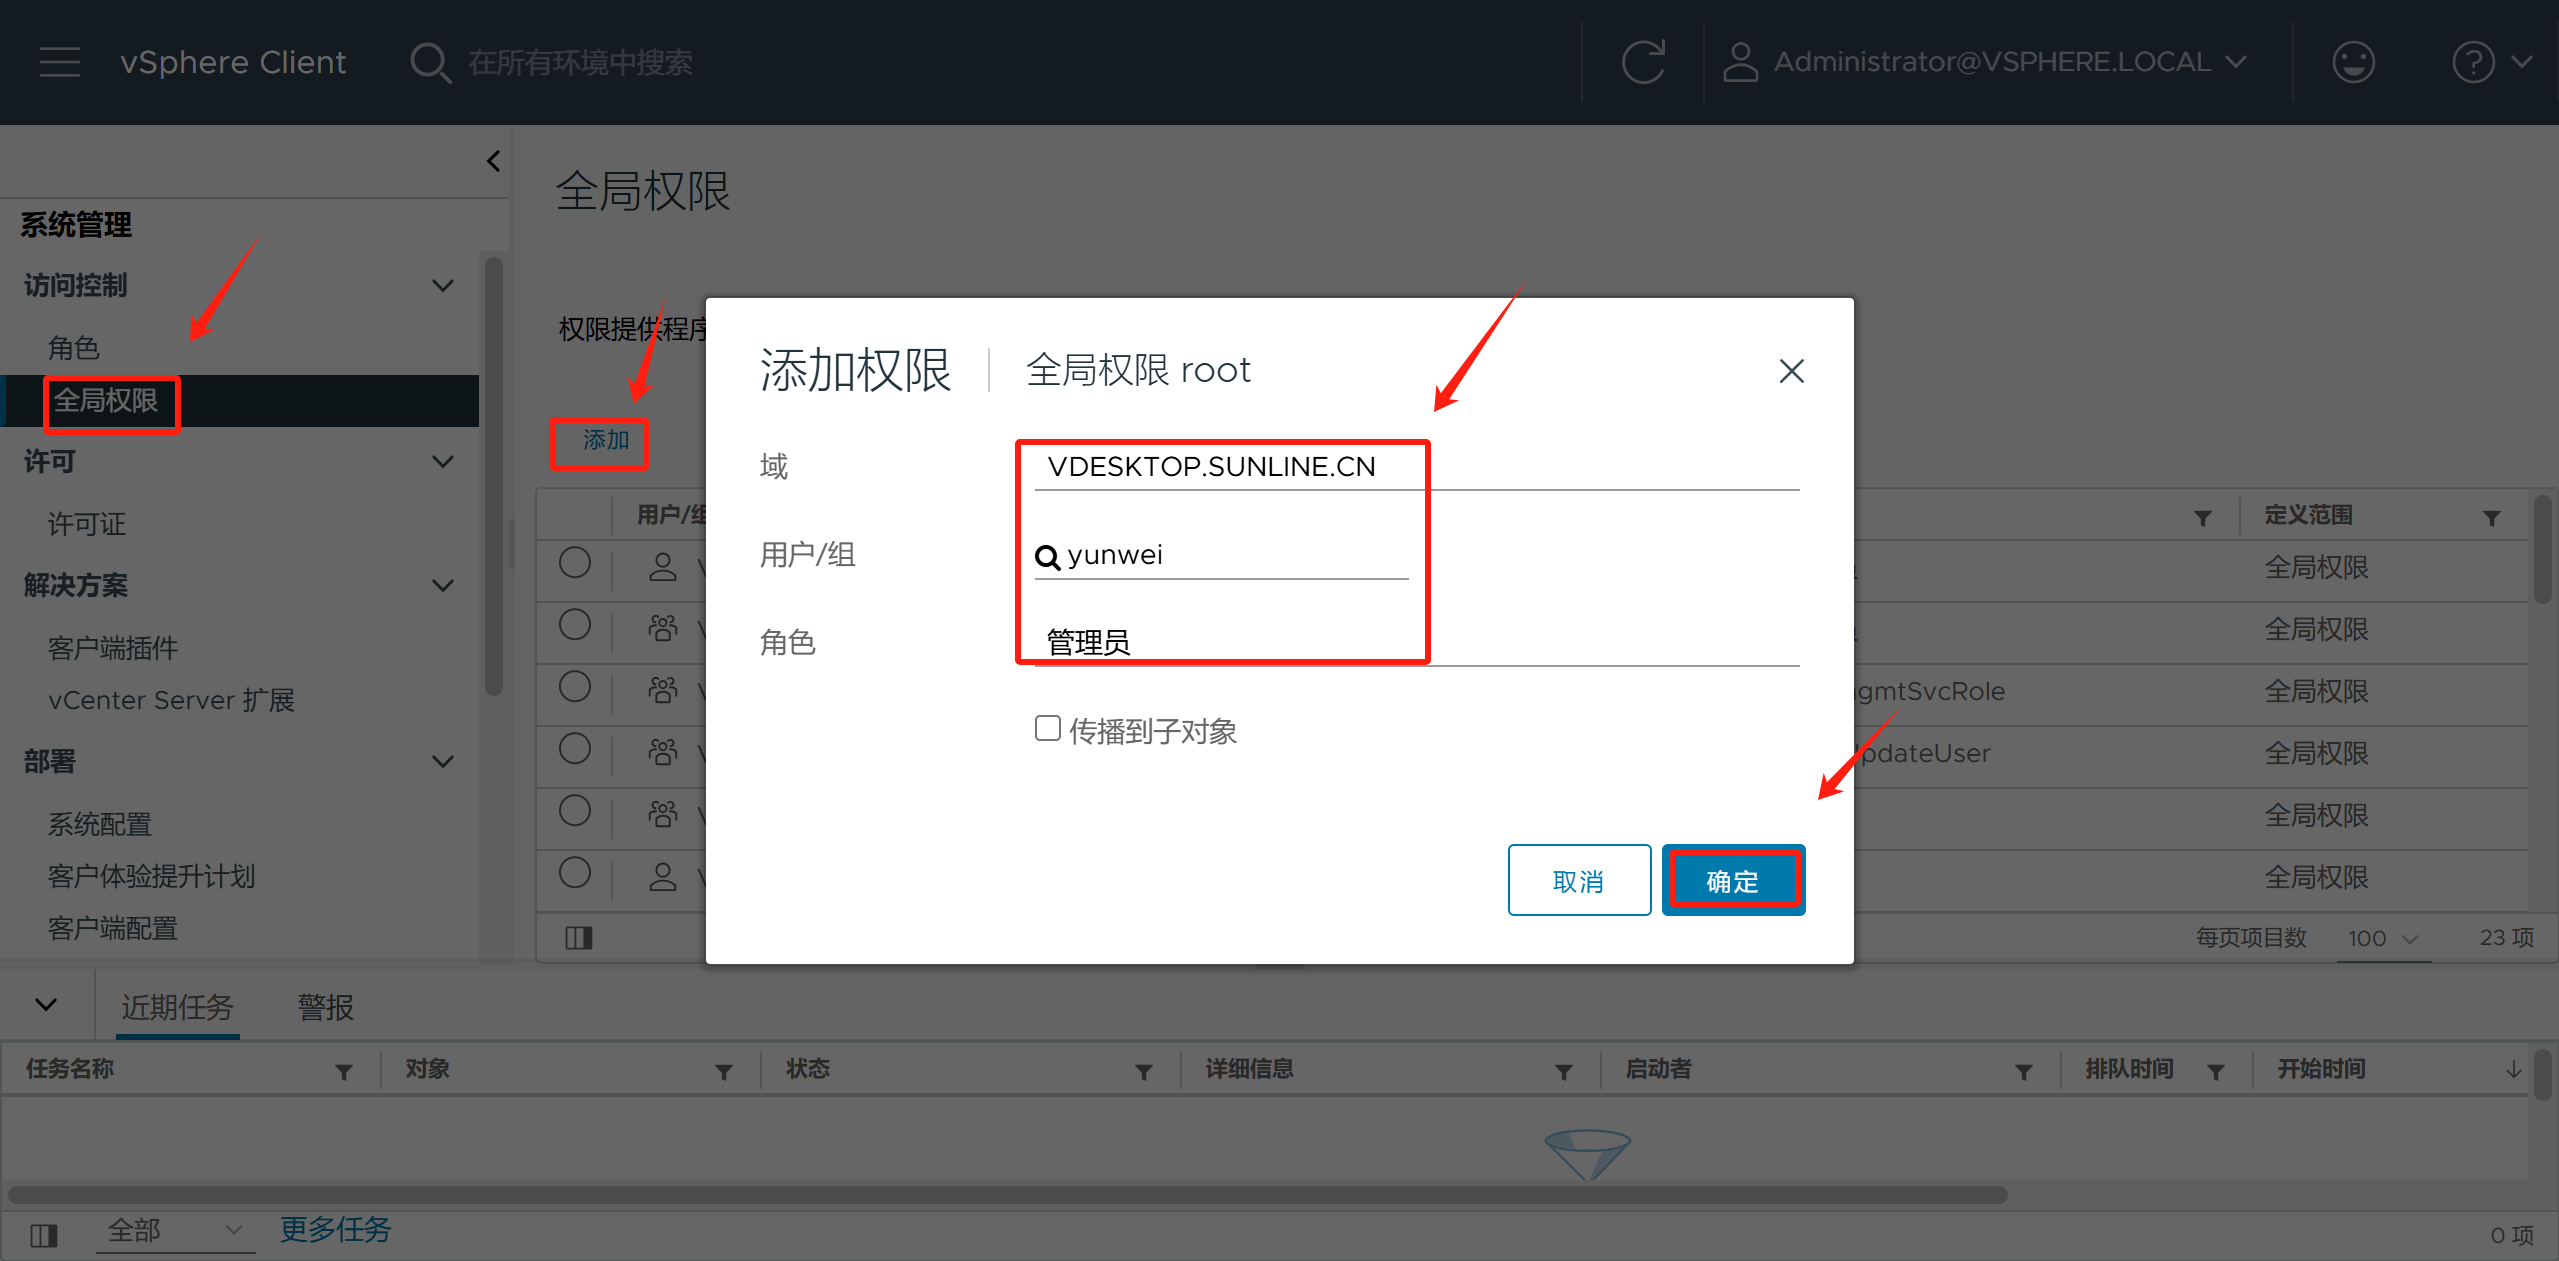 vSphere Client
在所有环境中搜索
Administrator@VSPHERE.LOCAL
系统管理
访问控制
角色
全局权限
许可
许可证
解决方案
客户端插件
vCenter Server 扩展
部署
系统配置
客户体验提升计划
客户端配置
全局权限
权限提供程序
添加
用户/组
定义范围
全局权限
全局权限
gmtSvcRole 全局权限
pdateUser 全局权限
全局权限
全局权限
每页项目数 100 23 项
添加权限 全局权限 root
域 VDESKTOP.SUNLINE.CN
用户/组 yunwei
角色 管理员
传播到子对象
取消 确定
近期任务 警报
任务名称 对象 状态 详细信息 启动者 排队时间 开始时间
全部 更多任务 0 项